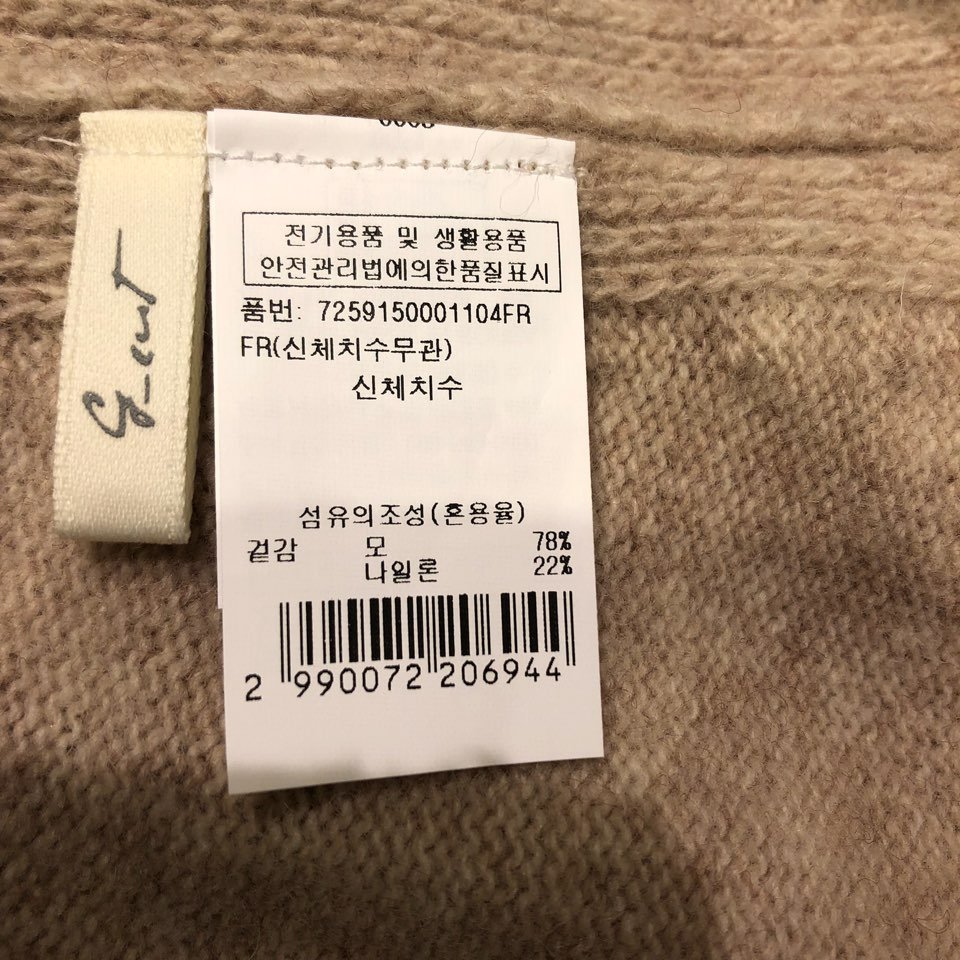 g_cut
전기용품 및 생활용품
안전관리법에의한품질표시
품번: 7259150001104FR
FR(신체치수무관)
신체치수
섬유의조성(혼용율)
겉감 모 78%
나일론 22%
2 990072 206944